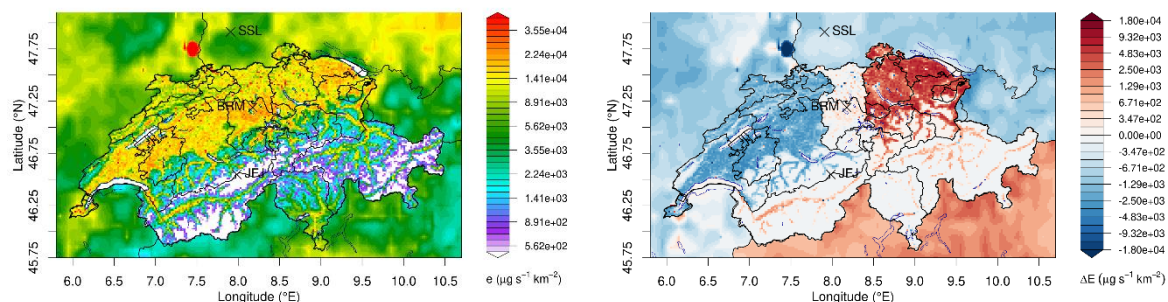 47.75
47.25
46.75
46.25
45.75
Latitude (°N)
SSL
BRM
JEJ
6.0
6.5
7.0
7.5
8.0
8.5
9.0
9.5
10.0
10.5
Longitude (°E)
3.55e+04
2.24e+04
1.41e+04
8.91e+03
5.62e+03
3.55e+03
2.24e+03
1.41e+03
8.91e+02
5.62e+02
e (μg s⁻¹ km⁻²)
47.75
47.25
46.75
46.25
45.75
Latitude (°N)
SSL
BRM
JEJ
6.0
6.5
7.0
7.5
8.0
8.5
9.0
9.5
10.0
10.5
Longitude (°E)
1.80e+04
9.32e+03
4.83e+03
2.50e+03
1.29e+03
6.71e+02
0.00e+00
-3.47e+02
-6.71e+02
-1.29e+03
-2.50e+03
-4.83e+03
-9.32e+03
-1.80e+04
ΔE (μg s⁻¹ km⁻²)